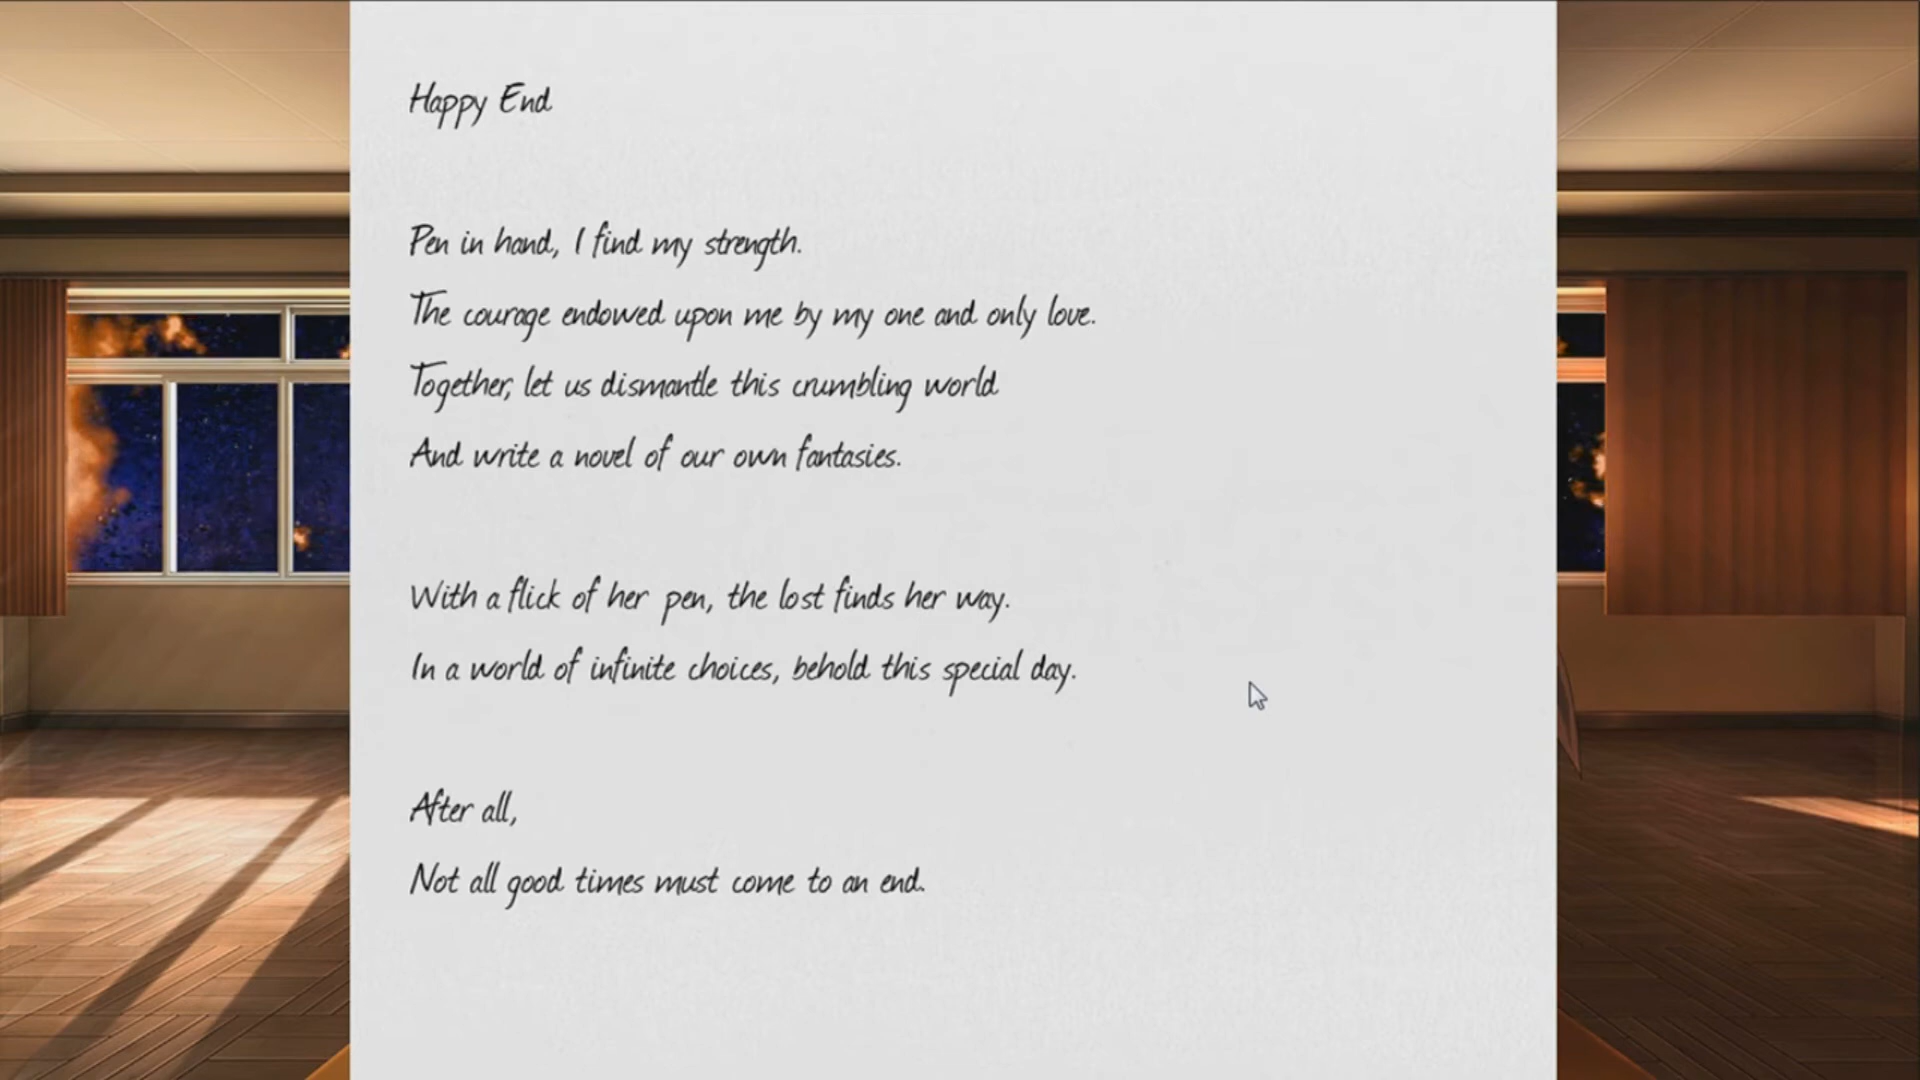 Happy End
Pen in hand, I find my strength.
The courage endowed upon me by my one and only love.
Together, let us dismantle this crumbling world
And write a novel of our own fantasies.
With a flick of her pen, the lost finds her way.
In a world of infinite choices, behold this special day.
After all,
Not all good times must come to an end.